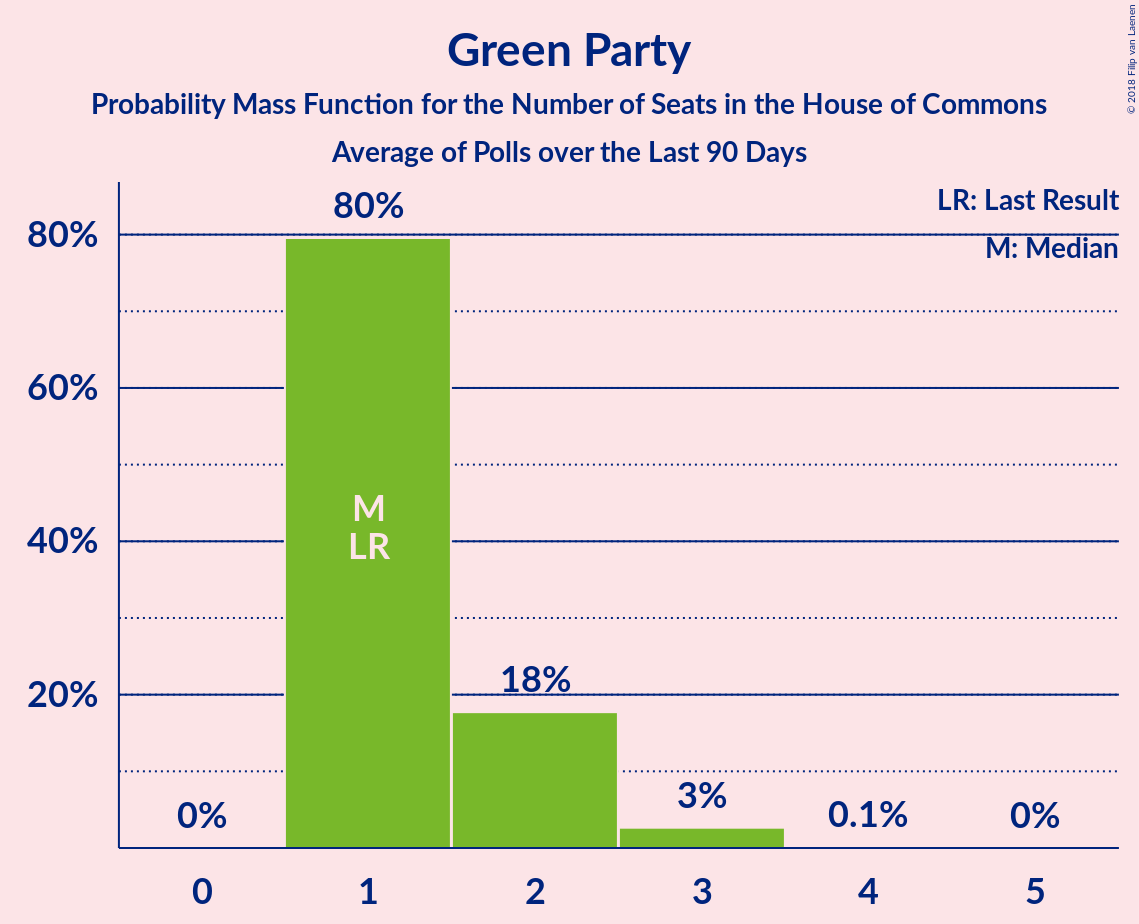 Green Party
Probability Mass Function for the Number of Seats in the House of Commons
Average of Polls over the Last 90 Days
© 2018 Filip van Laenen
LR: Last Result
M: Median
80%
60%
40%
20%
0%
80%
M
LR
18%
3%
0.1%
0%
0 1 2 3 4 5